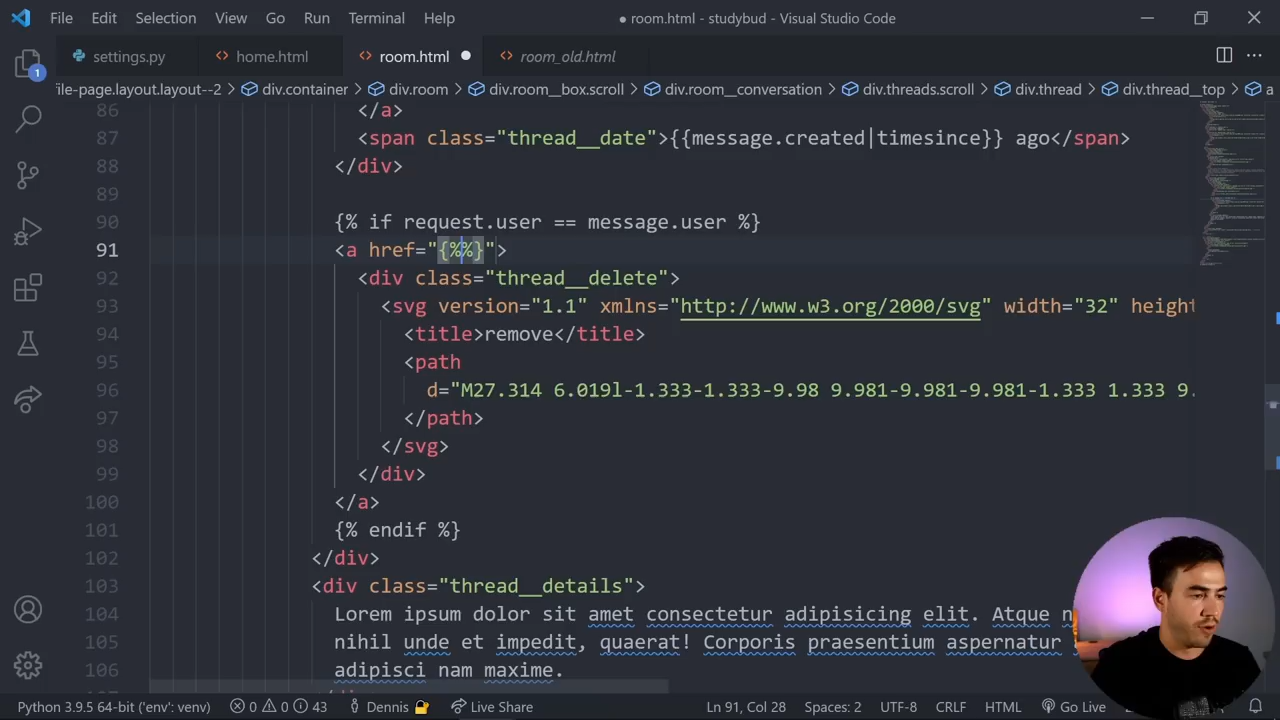 File Edit Selection View Go Run Terminal Help ● room.html - studybud - Visual Studio Code
settings.py <> home.html <> room.html ● <> room_old.html
file-page.layout.layout--2 > div.container > div.room > div.room__box.scroll > div.room__conversation > div.threads.scroll > div.thread > div.thread__top > a
1
86 </a>
87 <span class="thread__date">{{message.created|timesince}} ago</span>
88 </div>
89
90 {% if request.user == message.user %}
91 <a href="{%%}">
92 <div class="thread__delete">
93 <svg version="1.1" xmlns="http://www.w3.org/2000/svg" width="32" height
94 <title>remove</title>
95 <path
96 d="M27.314 6.019l-1.333-1.333-9.98 9.981-9.981-9.981-1.333 1.333 9.
97 </path>
98 </svg>
99 </div>
100 </a>
101 {% endif %}
102 </div>
103 <div class="thread__details">
104 Lorem ipsum dolor sit amet consectetur adipisicing elit. Atque
105 nihil unde et impedit, quaerat! Corporis praesentium aspernatur
106 adipisci nam maxime.
Python 3.9.5 64-bit ('env': venv) 0 0 43 Dennis Live Share Ln 91, Col 28 Spaces: 2 UTF-8 CRLF HTML Go Live